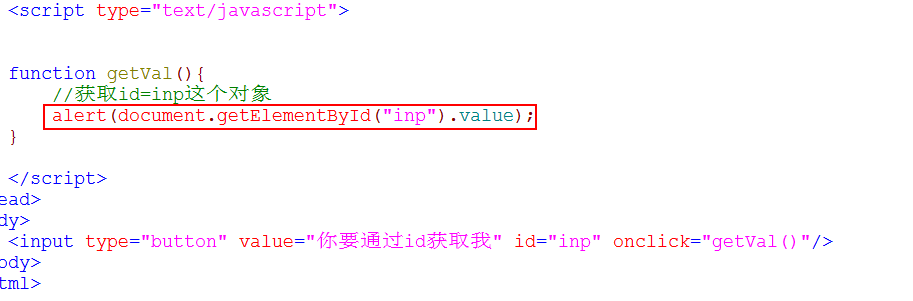 <script type="text/javascript">
function getVal(){
//获取id=inp这个对象
alert(document.getElementById("inp").value);
}
</script>
ead>
dy>
<input type="button" value="你要通过id获取我" id="inp" onclick="getVal()"/>
ody>
tml>